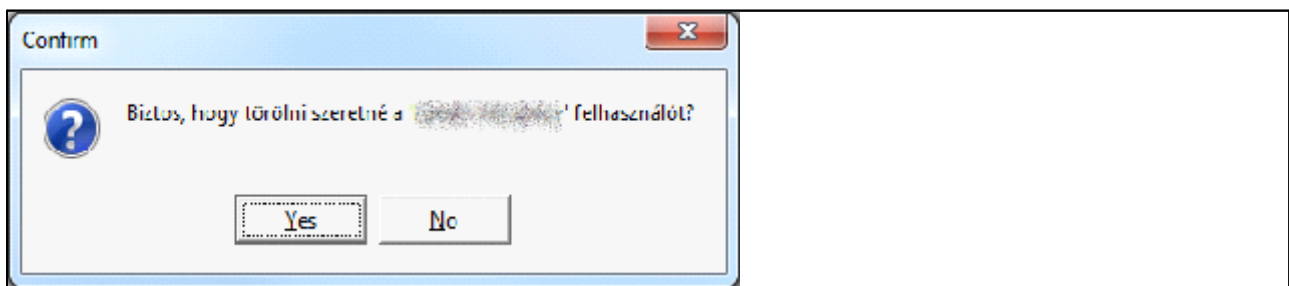 Confirm
Biztos, hogy törölni szeretné a ' ' felhasználót?
Yes
No